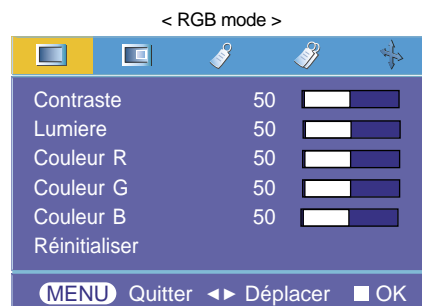 < RGB mode >
Contraste 50
Lumiere 50
Couleur R 50
Couleur G 50
Couleur B 50
Réinitialiser
MENU Quitter ◄► Déplacer ■ OK